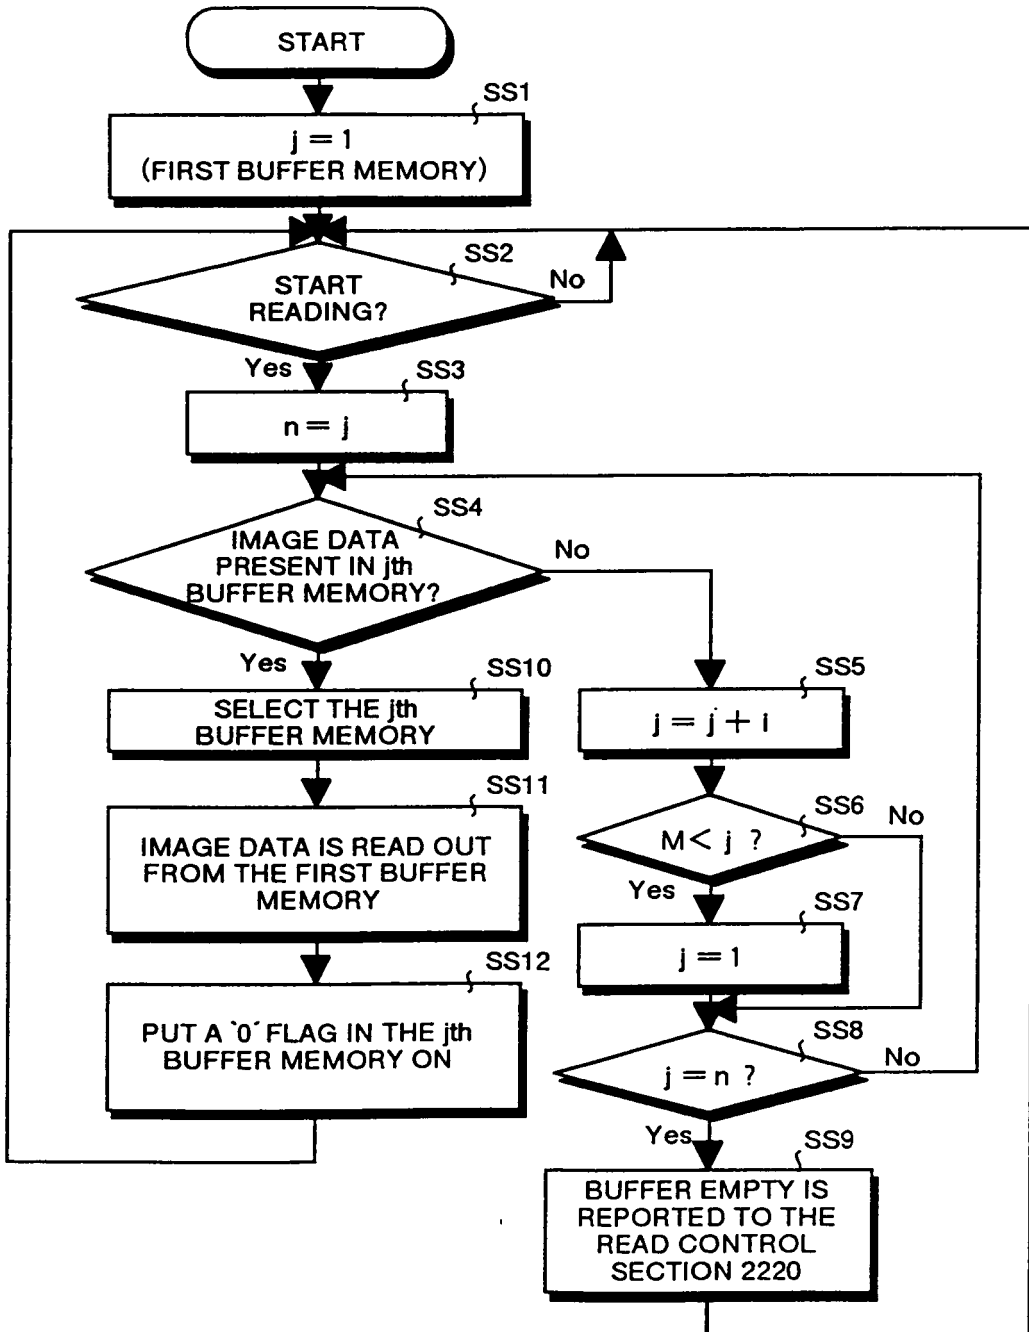 START
SS1
j = 1
(FIRST BUFFER MEMORY)
SS2
START
READING?
No
Yes
SS3
n = j
SS4
IMAGE DATA
PRESENT IN jth
BUFFER MEMORY?
No
Yes
SS10
SELECT THE jth
BUFFER MEMORY
SS5
j = j + i
SS11
IMAGE DATA IS READ OUT
FROM THE FIRST BUFFER
MEMORY
SS6
M < j ?
No
Yes
SS7
j = 1
SS12
PUT A `0´ FLAG IN THE jth
BUFFER MEMORY ON
SS8
j = n ?
No
Yes
SS9
BUFFER EMPTY IS
REPORTED TO THE
READ CONTROL
SECTION 2220